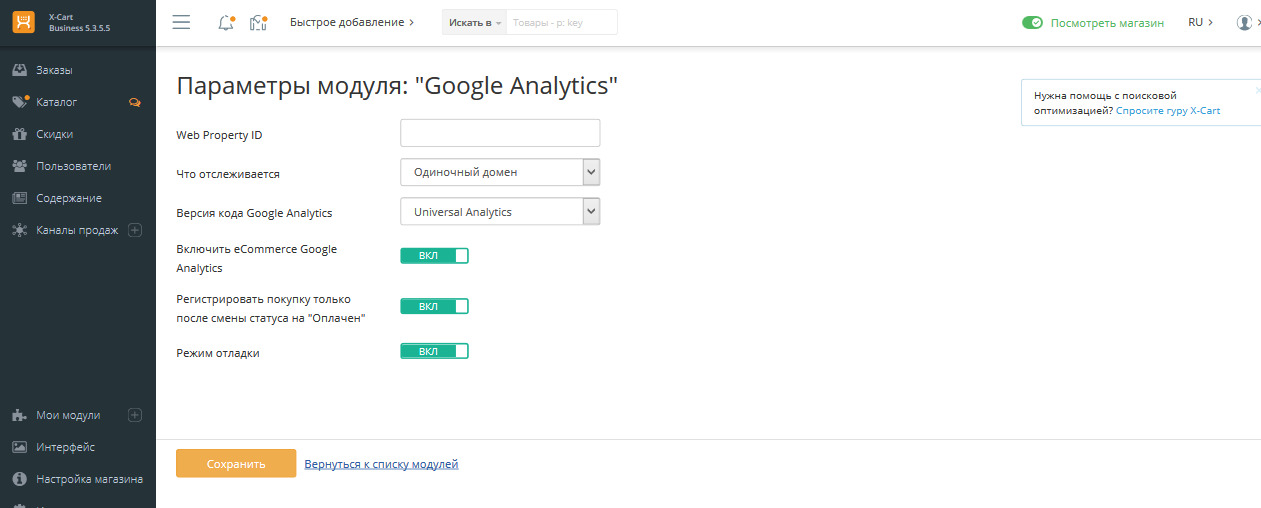 X-Cart
Business 5.3.5.5
Быстрое добавление
Искать в
Товары - p: key
Посмотреть магазин
RU
Заказы
Каталог
Скидки
Пользователи
Содержание
Каналы продаж
Мои модули
Интерфейс
Настройка магазина
Параметры модуля: "Google Analytics"
Нужна помощь с поисковой
оптимизацией? Спросите гуру X-Cart
Web Property ID
Что отслеживается
Одиночный домен
Версия кода Google Analytics
Universal Analytics
Включить eCommerce Google
Analytics
ВКЛ
Регистрировать покупку только
после смены статуса на "Оплачен"
ВКЛ
Режим отладки
ВКЛ
Сохранить
Вернуться к списку модулей